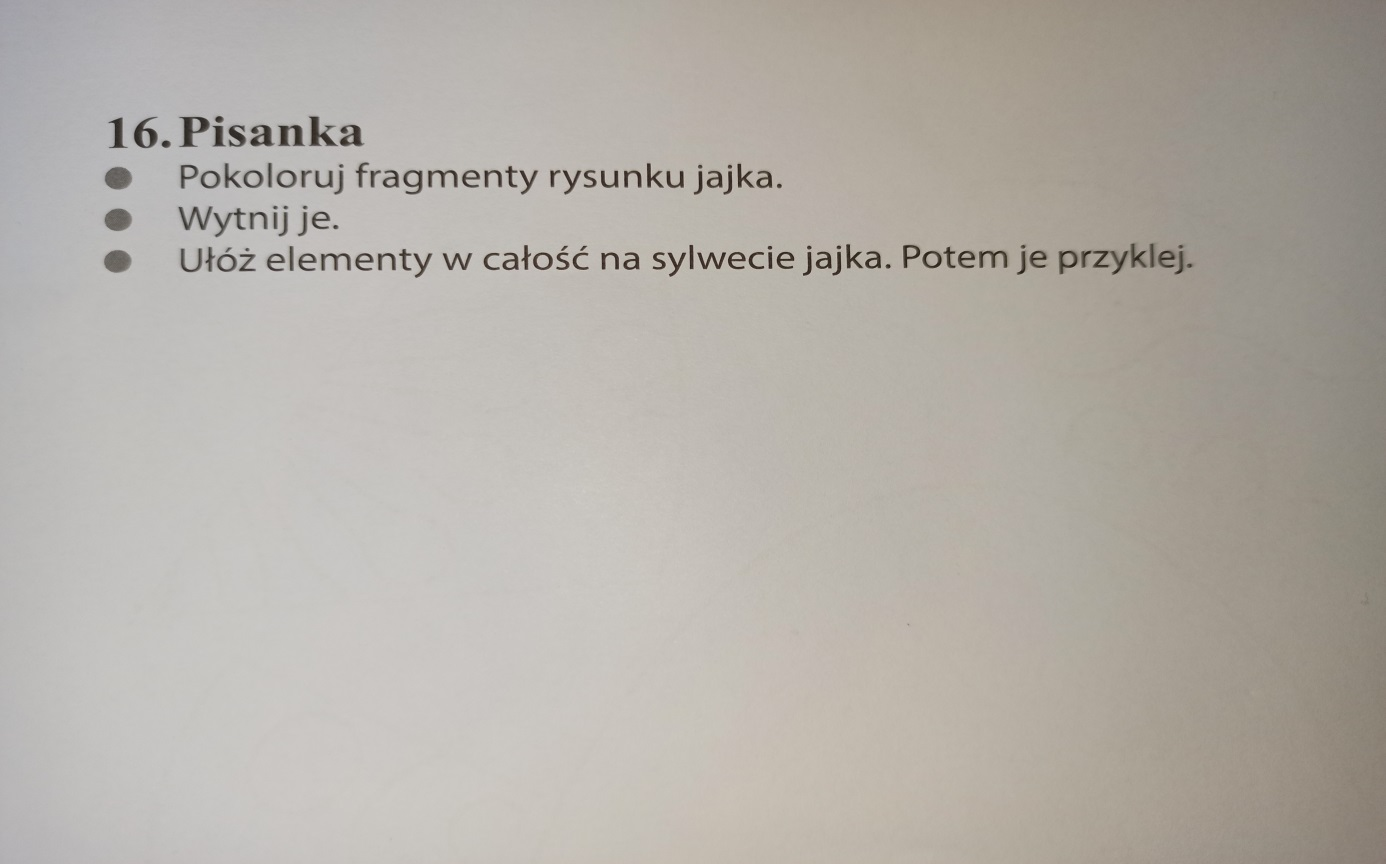 16. Pisanka
● Pokoloruj fragmenty rysunku jajka.
● Wytnij je.
● Ułóż elementy w całość na sylwecie jajka. Potem je przyklej.